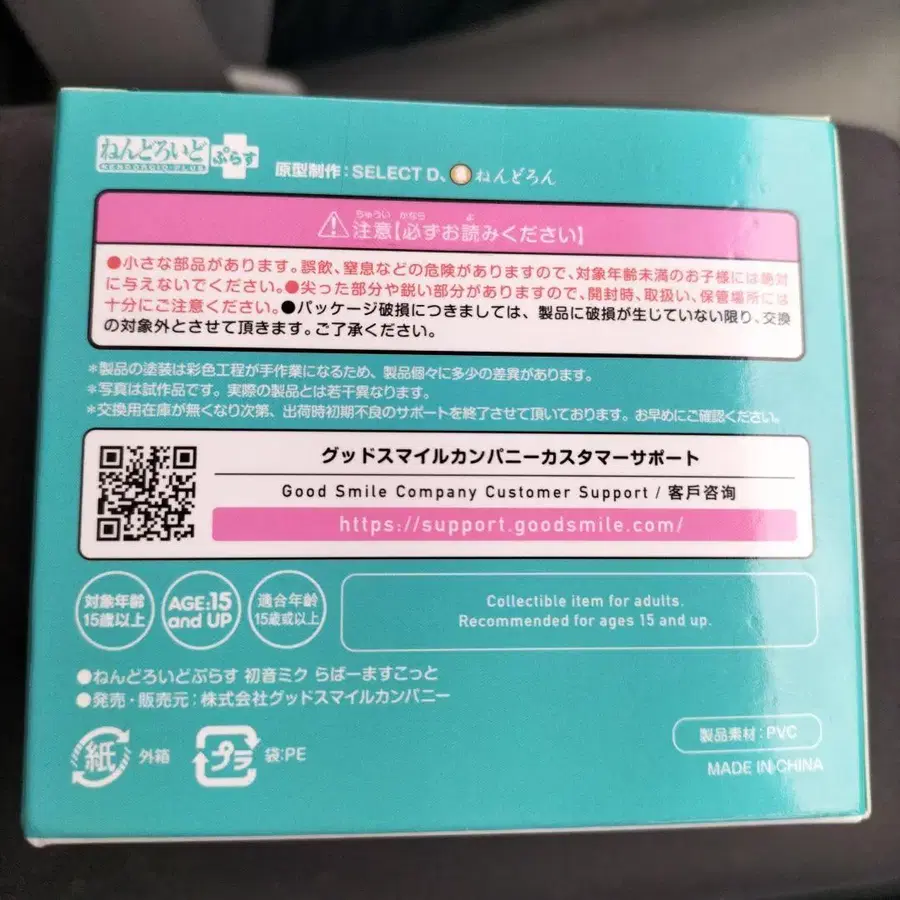 ねんどろいど ぷらす
NENDOROID PLUS
原型制作：SELECT D、ねんどろん
ちゅうい かなら よ
注意【必ずお読みください】
●小さな部品があります。誤飲、窒息などの危険がありますので、対象年齢未満のお子様には絶対
に与えないでください。●尖った部分や鋭い部分がありますので、開封時、取扱い、保管場所には
十分にご注意ください。●パッケージ破損につきましては、製品に破損が生じていない限り、交換
の対象外とさせて頂きます。ご了承ください。
*製品の塗装は彩色工程が手作業になるため、製品個々に多少の差異があります。
*写真は試作品です。実際の製品とは若干異なります。
*交換用在庫が無くなり次第、出荷時初期不良のサポートを終了させて頂いております。お早めにご確認ください。
グッドスマイルカンパニーカスタマーサポート
Good Smile Company Customer Support / 客戶咨询
https://support.goodsmile.com/
対象年齢
15歳以上
AGE:15
and UP
適合年齡
15歳或以上
Collectible item for adults.
Recommended for ages 15 and up.
●ねんどろいどぷらす 初音ミク らばーますこっと
●発売・販売元：株式会社グッドスマイルカンパニー
紙 外箱
プラ 袋:PE
製品素材：PVC
MADE IN CHINA